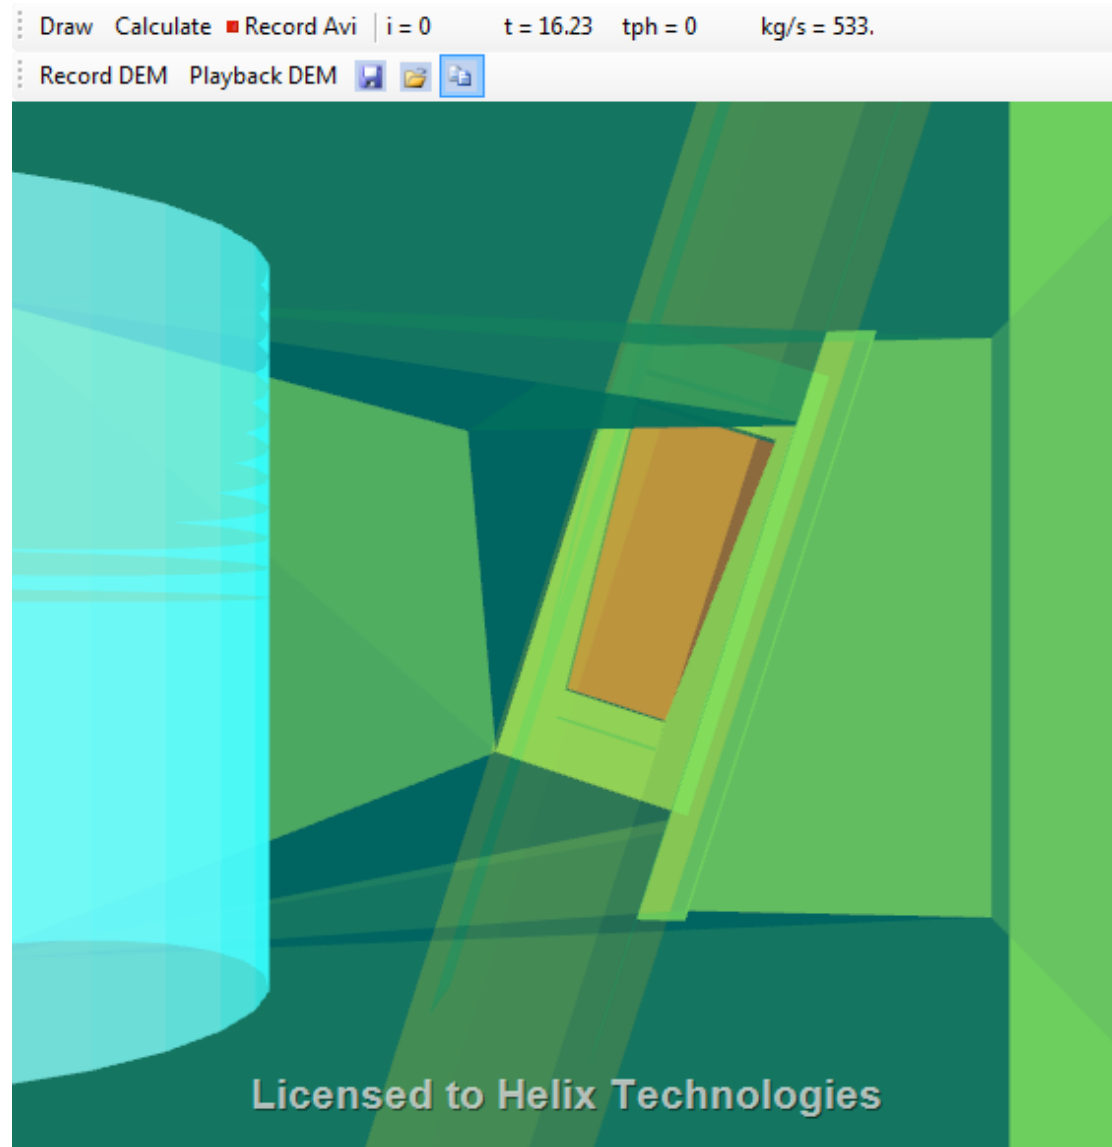 Draw Calculate Record Avi i = 0 t = 16.23 tph = 0 kg/s = 533.
Record DEM Playback DEM
Licensed to Helix Technologies